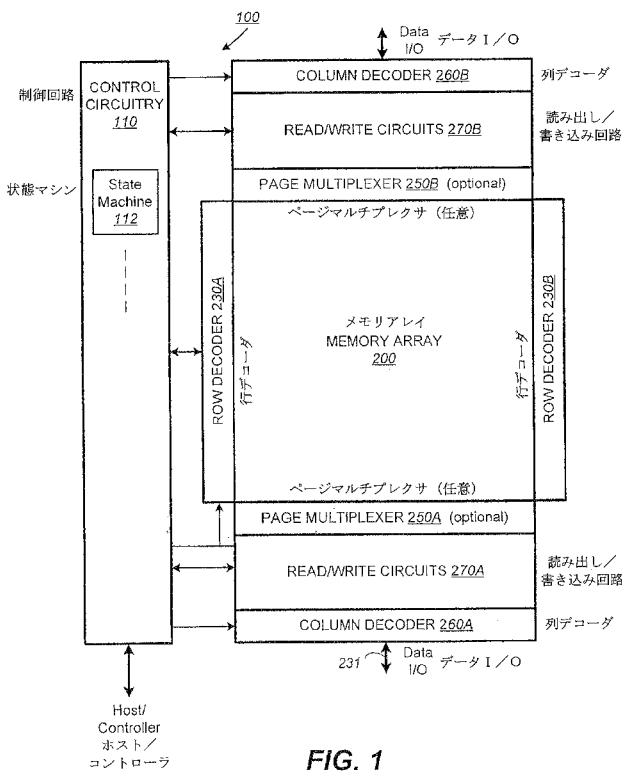 100
Data
I/O
データI/O
制御回路
CONTROL
CIRCUITRY
110
COLUMN DECODER 260B
列デコーダ
READ/WRITE CIRCUITS 270B
読み出し/
書き込み回路
状態マシン
State
Machine
112
PAGE MULTIPLEXER 250B (optional)
ページマルチプレクサ(任意)
ROW DECODER 230A
行デコーダ
メモリアレイ
MEMORY ARRAY
200
行デコーダ
ROW DECODER 230B
ページマルチプレクサ(任意)
PAGE MULTIPLEXER 250A (optional)
READ/WRITE CIRCUITS 270A
読み出し/
書き込み回路
COLUMN DECODER 260A
列デコーダ
231
Data
I/O
データI/O
Host/
Controller
ホスト/
コントローラ
FIG. 1